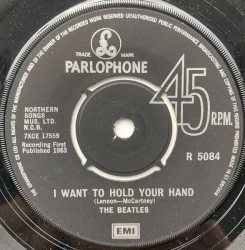 TRADE MARK
PARLOPHONE
45
R.P.M.
NORTHERN
SONGS
MUS. LTD.
N.C.B.
7XCE 17559
Recording First
Published 1963
R 5084
I WANT TO HOLD YOUR HAND
(Lennon—McCartney)
THE BEATLES
EMI